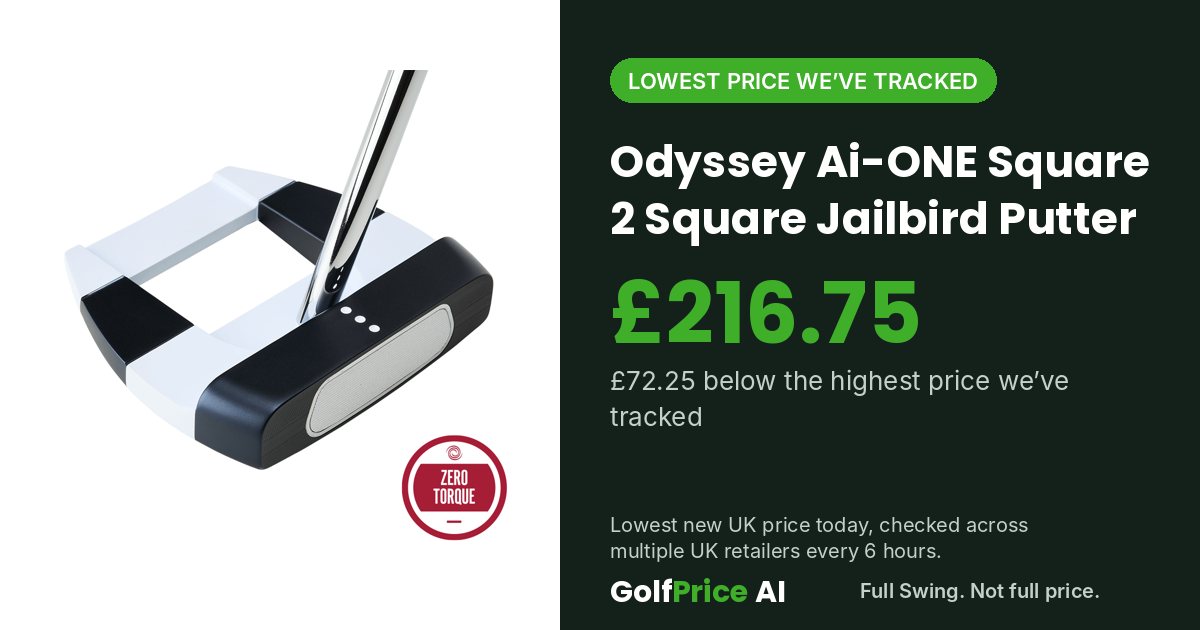 LOWEST PRICE WE’VE TRACKED
Odyssey Ai-ONE Square
2 Square Jailbird Putter
£216.75
£72.25 below the highest price we’ve
tracked
ZERO
TORQUE
Lowest new UK price today, checked across
multiple UK retailers every 6 hours.
GolfPrice AI
Full Swing. Not full price.